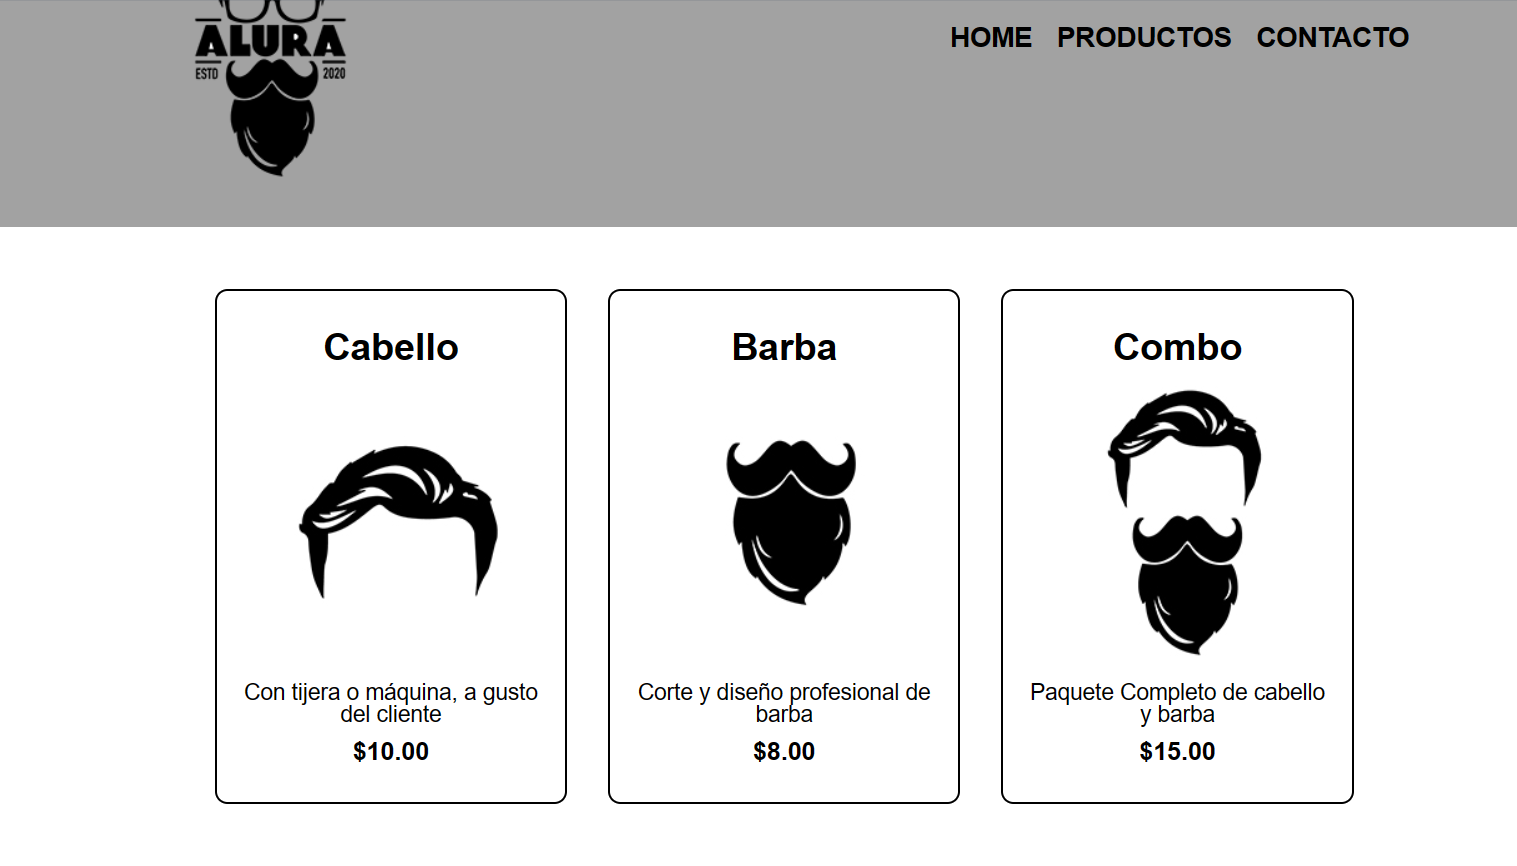 ALURA
ESTD 2020
HOME PRODUCTOS CONTACTO
Cabello
Con tijera o máquina, a gusto
del cliente
$10.00
Barba
Corte y diseño profesional de
barba
$8.00
Combo
Paquete Completo de cabello
y barba
$15.00